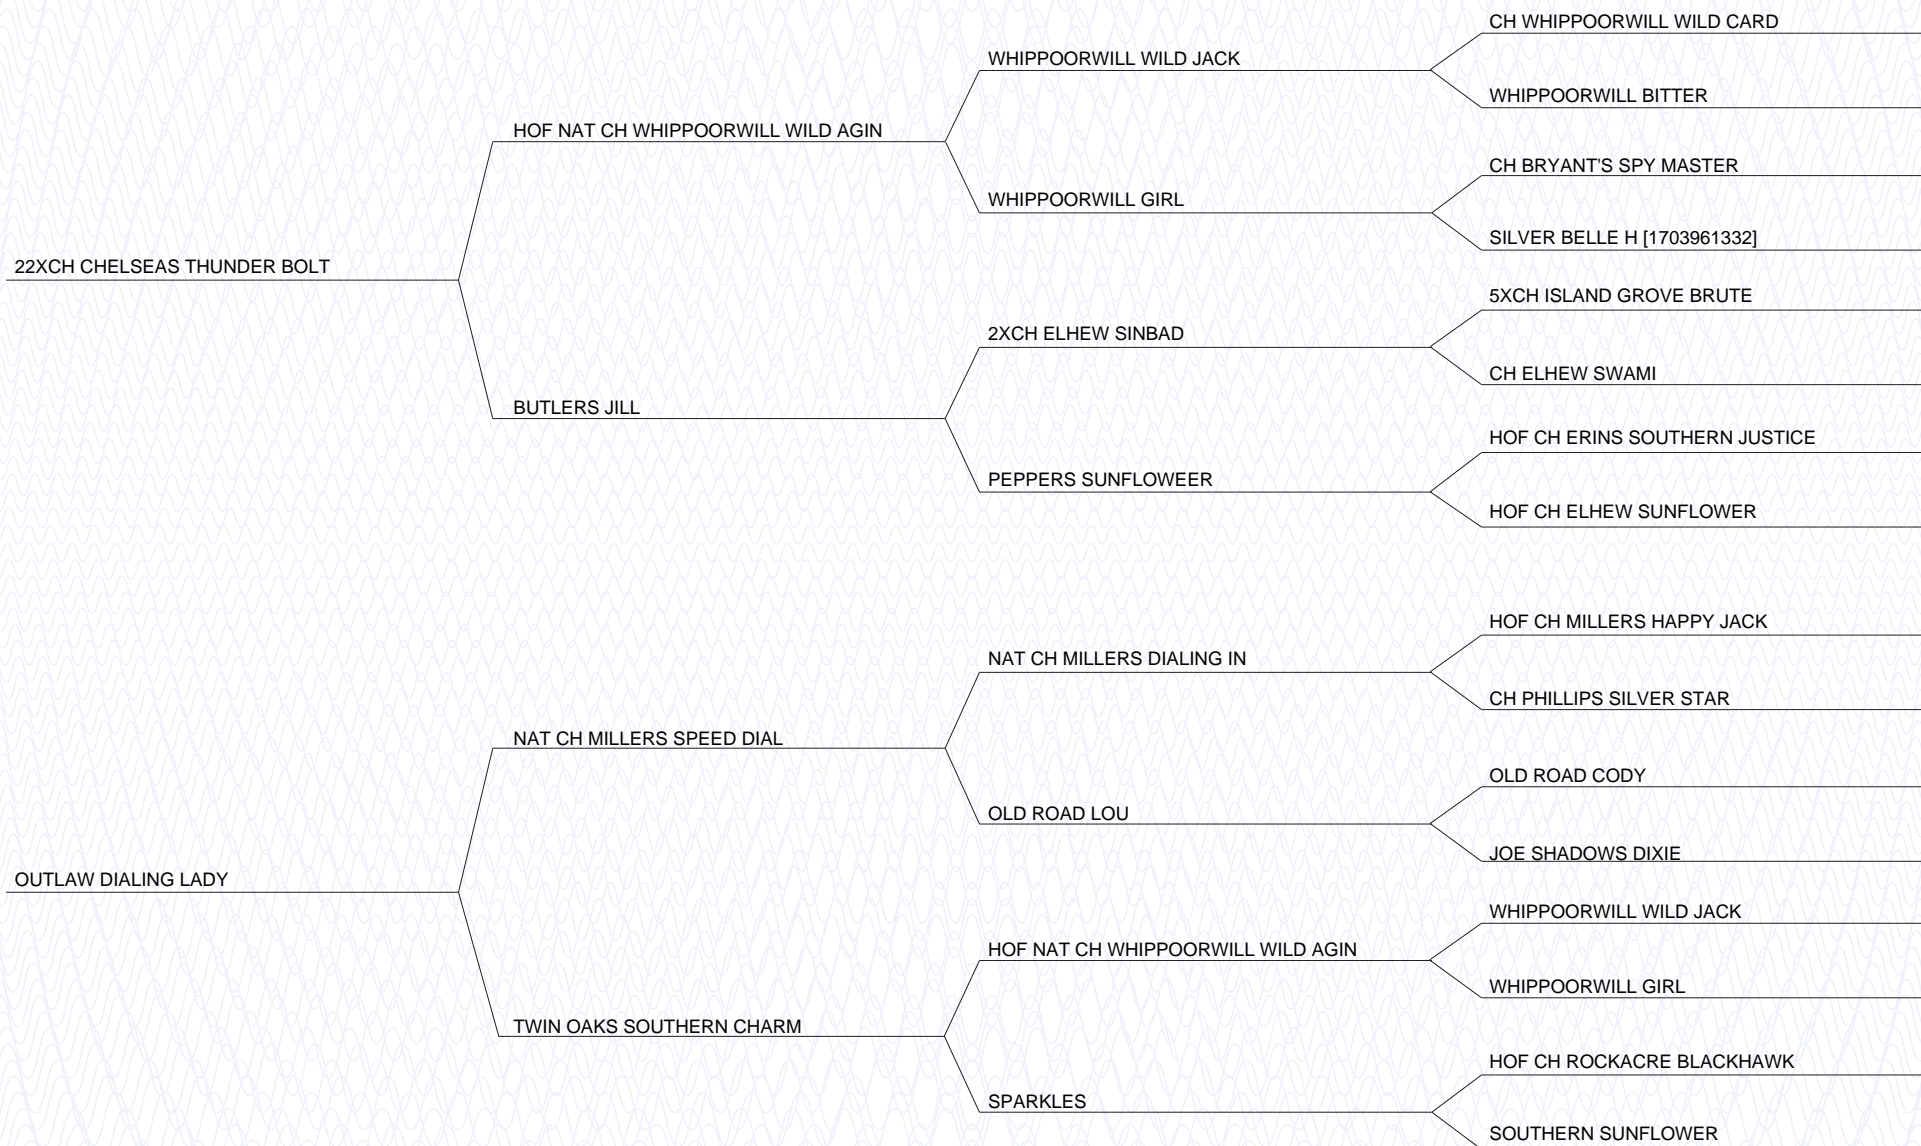 22XCH CHELSEAS THUNDER BOLT
HOF NAT CH WHIPPOORWILL WILD AGIN
WHIPPOORWILL WILD JACK
CH WHIPPOORWILL WILD CARD
WHIPPOORWILL BITTER
WHIPPOORWILL GIRL
CH BRYANT'S SPY MASTER
SILVER BELLE H [1703961332]
BUTLERS JILL
2XCH ELHEW SINBAD
5XCH ISLAND GROVE BRUTE
CH ELHEW SWAMI
PEPPERS SUNFLOWEER
HOF CH ERINS SOUTHERN JUSTICE
HOF CH ELHEW SUNFLOWER
OUTLAW DIALING LADY
NAT CH MILLERS SPEED DIAL
NAT CH MILLERS DIALING IN
HOF CH MILLERS HAPPY JACK
CH PHILLIPS SILVER STAR
OLD ROAD LOU
OLD ROAD CODY
JOE SHADOWS DIXIE
TWIN OAKS SOUTHERN CHARM
HOF NAT CH WHIPPOORWILL WILD AGIN
WHIPPOORWILL WILD JACK
WHIPPOORWILL GIRL
SPARKLES
HOF CH ROCKACRE BLACKHAWK
SOUTHERN SUNFLOWER